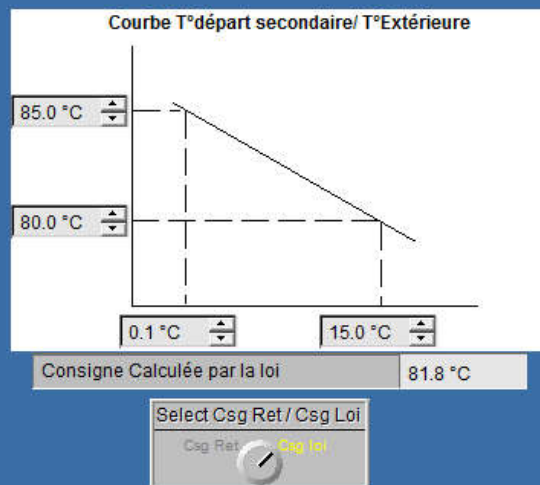 Courbe T°départ secondaire/ T°Extérieure
85.0 °C
80.0 °C
0.1 °C 15.0 °C
Consigne Calculée par la loi 81.8 °C
Select Csg Ret / Csg Loi
Csg Ret Csg loi